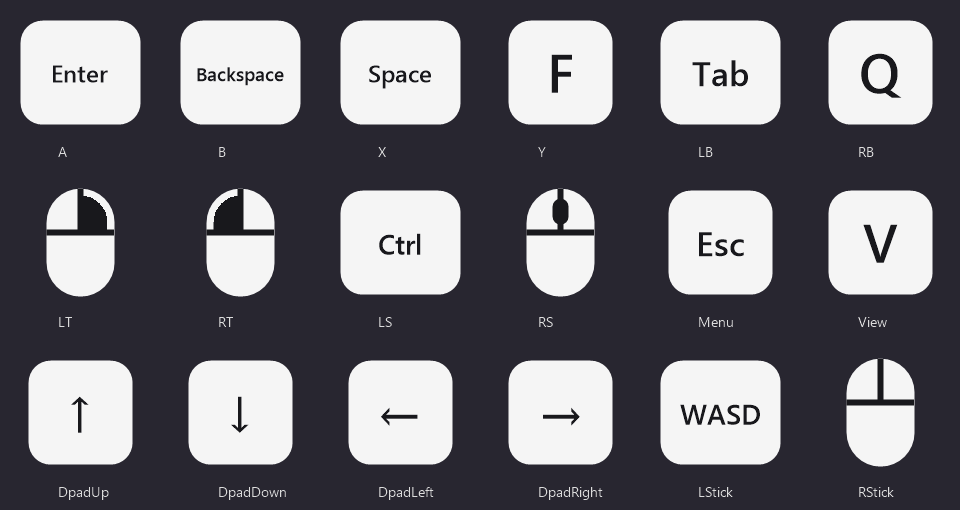 Enter Backspace Space F Tab Q
A B X Y LB RB
Ctrl Esc V
LT RT LS RS Menu View
↑ ↓ ← → WASD
DpadUp DpadDown DpadLeft DpadRight LStick RStick